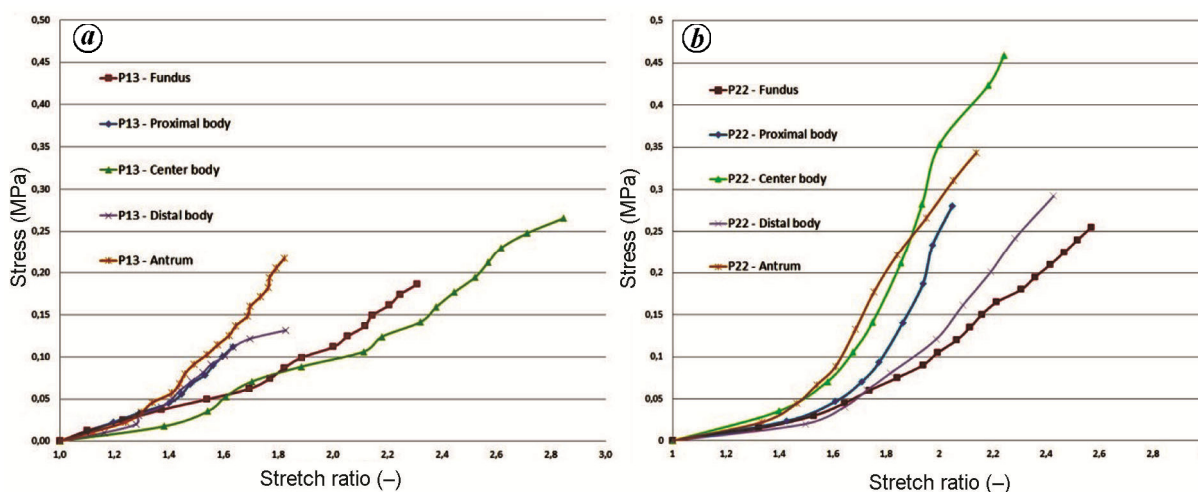 a
0,50
0,45
0,40
0,35
0,30
0,25
0,20
0,15
0,10
0,05
0,00
Stress (MPa)
P13 - Fundus
P13 - Proximal body
P13 - Center body
P13 - Distal body
P13 - Antrum
1,0 1,2 1,4 1,6 1,8 2,0 2,2 2,4 2,6 2,8 3,0
Stretch ratio (–)
b
0,5
0,45
0,4
0,35
0,3
0,25
0,2
0,15
0,1
0,05
0
Stress (MPa)
P22 - Fundus
P22 - Proximal body
P22 - Center body
P22 - Distal body
P22 - Antrum
1 1,2 1,4 1,6 1,8 2 2,2 2,4 2,6 2,8
Stretch ratio (–)